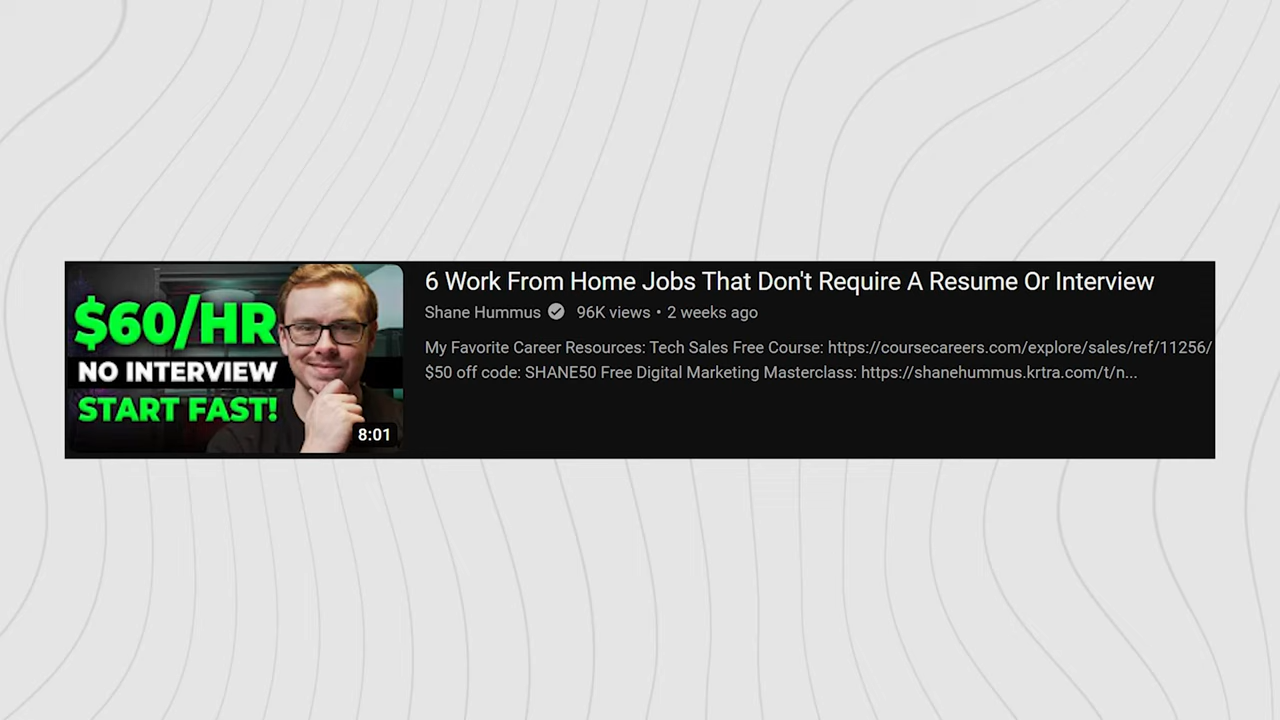 $60/HR
NO INTERVIEW
START FAST!
8:01
6 Work From Home Jobs That Don't Require A Resume Or Interview
Shane Hummus 96K views • 2 weeks ago
My Favorite Career Resources: Tech Sales Free Course: https://coursecareers.com/explore/sales/ref/11256/
$50 off code: SHANE50 Free Digital Marketing Masterclass: https://shanehummus.krtra.com/t/n...